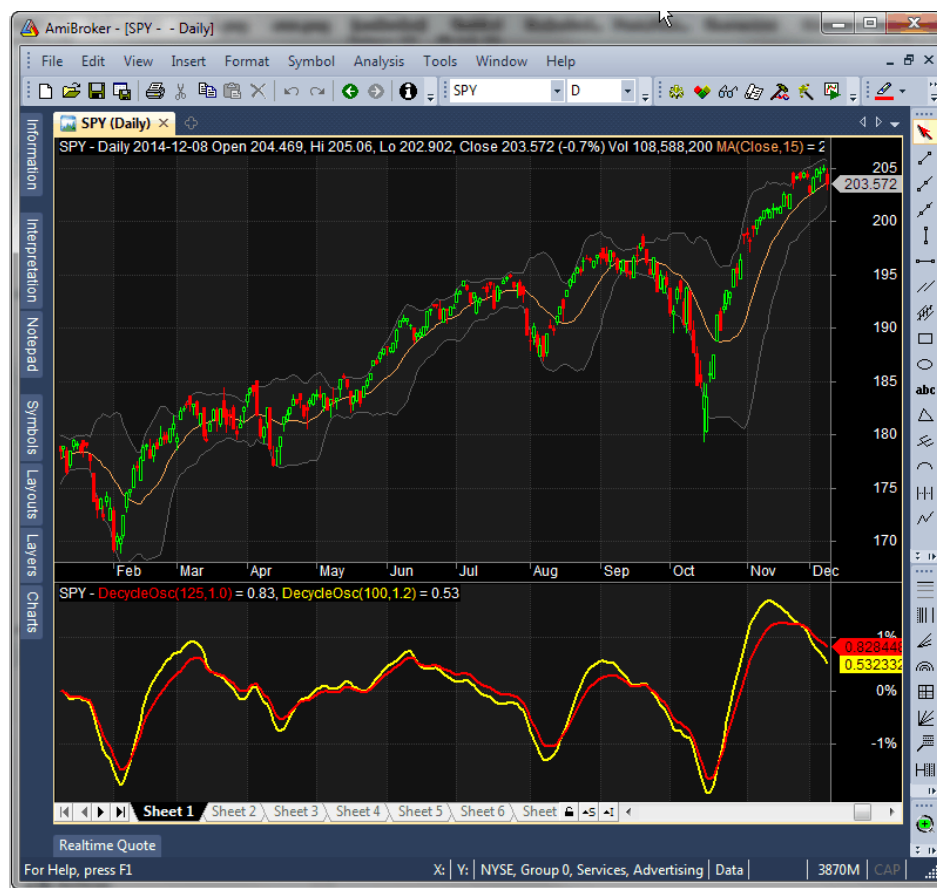 AmiBroker - [SPY - - Daily]
File Edit View Insert Format Symbol Analysis Tools Window Help
SPY D
SPY (Daily)
SPY - Daily 2014-12-08 Open 204.469, Hi 205.06, Lo 202.902, Close 203.572 (-0.7%) Vol 108,588,200 MA(Close,15) = 2
Information
Interpretation
Notepad
Symbols
Layouts
Layers
Charts
205
203.572
200
195
190
185
180
175
170
abc
Feb Mar Apr May Jun Jul Aug Sep Oct Nov Dec
SPY - DecycleOsc(125,1.0) = 0.83, DecycleOsc(100,1.2) = 0.53
1%
0.828448
0.532332
0%
-1%
Sheet 1 Sheet 2 Sheet 3 Sheet 4 Sheet 5 Sheet 6 Sheet S I
Realtime Quote
For Help, press F1 X: Y: NYSE, Group 0, Services, Advertising Data 3870M CAP